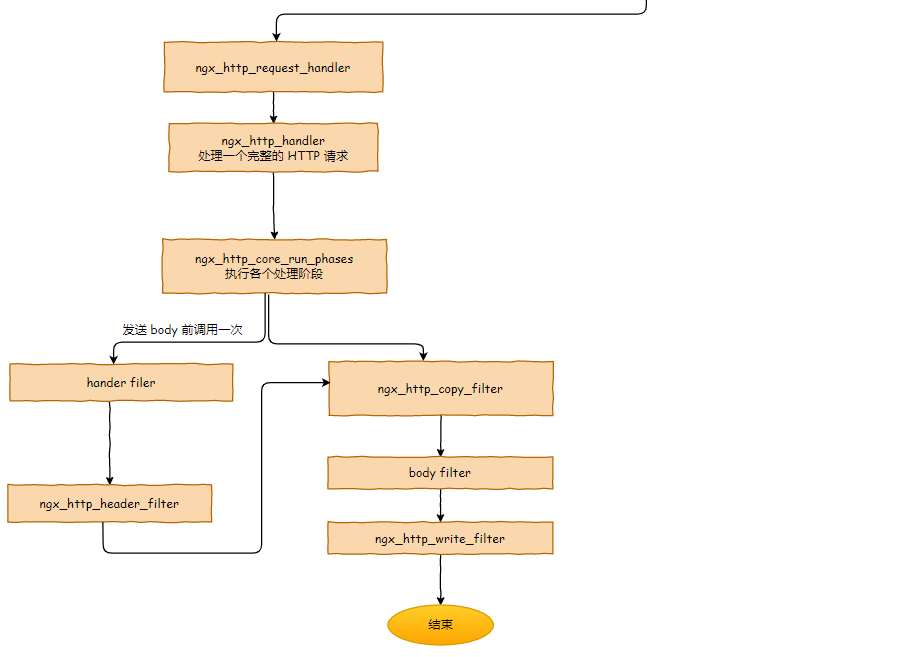 ngx_http_request_handler
ngx_http_handler
处理一个完整的 HTTP 请求
ngx_http_core_run_phases
执行各个处理阶段
发送 body 前调用一次
hander filer
ngx_http_copy_filter
body filter
ngx_http_header_filter
ngx_http_write_filter
结束